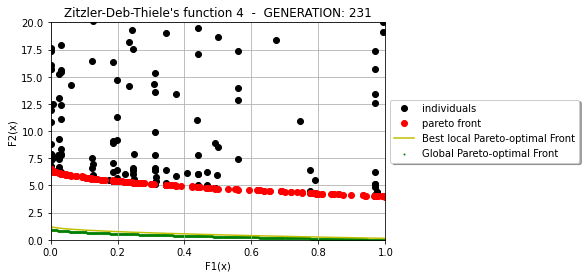 Zitzler-Deb-Thiele's function 4 - GENERATION: 231
20.0
17.5
15.0
12.5
10.0
7.5
5.0
2.5
0.0
F2(x)
0.0 0.2 0.4 0.6 0.8 1.0
F1(x)
individuals
pareto front
Best local Pareto-optimal Front
Global Pareto-optimal Front